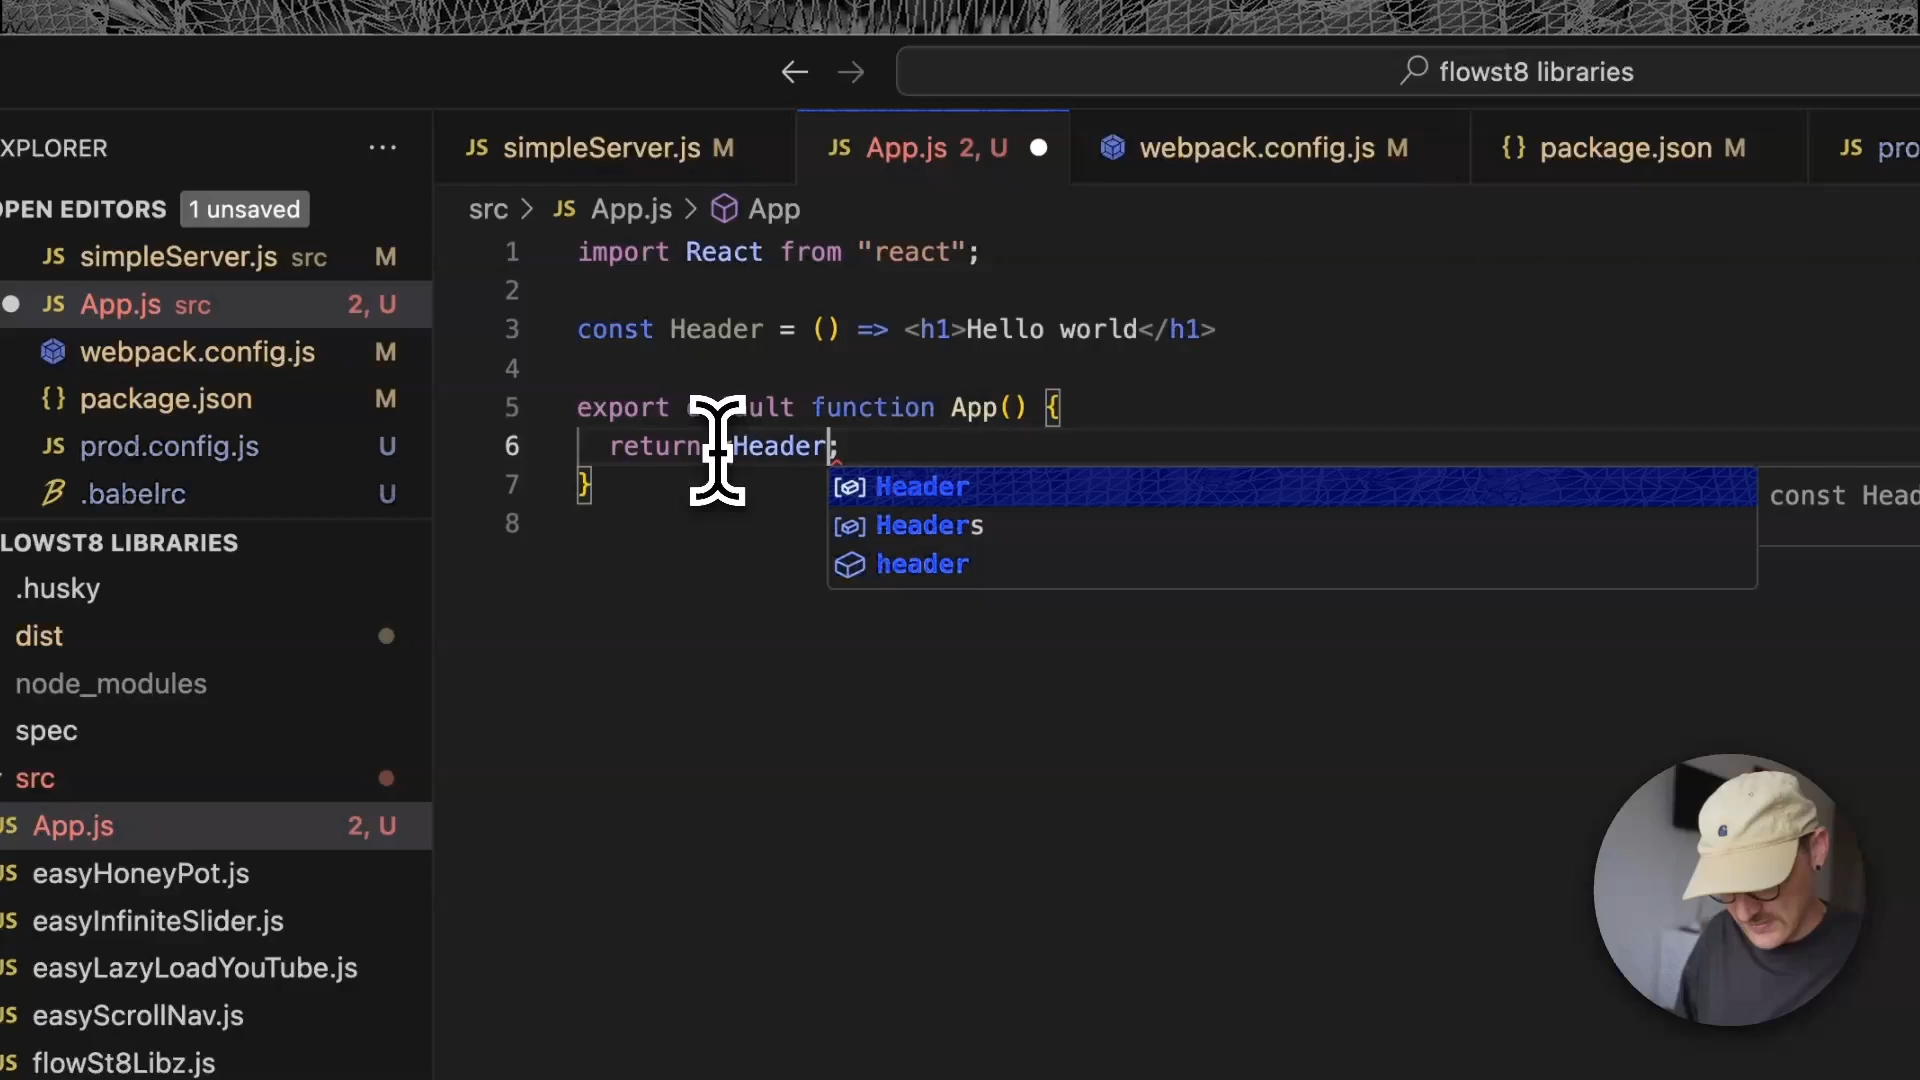 flowst8 libraries
XPLORER ...
JS simpleServer.js M
JS App.js 2, U
webpack.config.js M
{} package.json M
JS pro
OPEN EDITORS 1 unsaved
src > JS App.js > App
JS simpleServer.js src M
JS App.js src 2, U
webpack.config.js M
{} package.json M
JS prod.config.js U
.babelrc U
1 import React from "react";
2
3 const Header = () => <h1>Hello world</h1>
4
5 export ult function App() {
6 return Header;
7 }
8
Header
Headers
header
const Head
LOWST8 LIBRARIES
.husky
dist
node_modules
spec
src
JS App.js 2, U
JS easyHoneyPot.js
JS easyInfiniteSlider.js
JS easyLazyLoadYouTube.js
JS easyScrollNav.js
JS flowSt8Libz.js